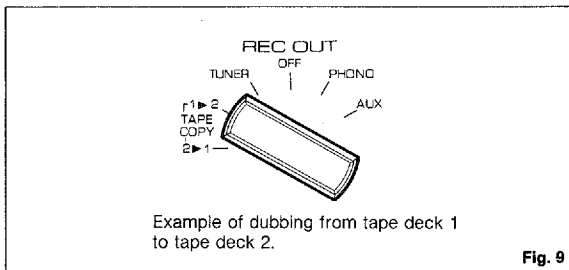 REC OUT
OFF
TUNER
PHONO
AUX
1▶2
TAPE
COPY
2▶1
Example of dubbing from tape deck 1
to tape deck 2.
Fig. 9